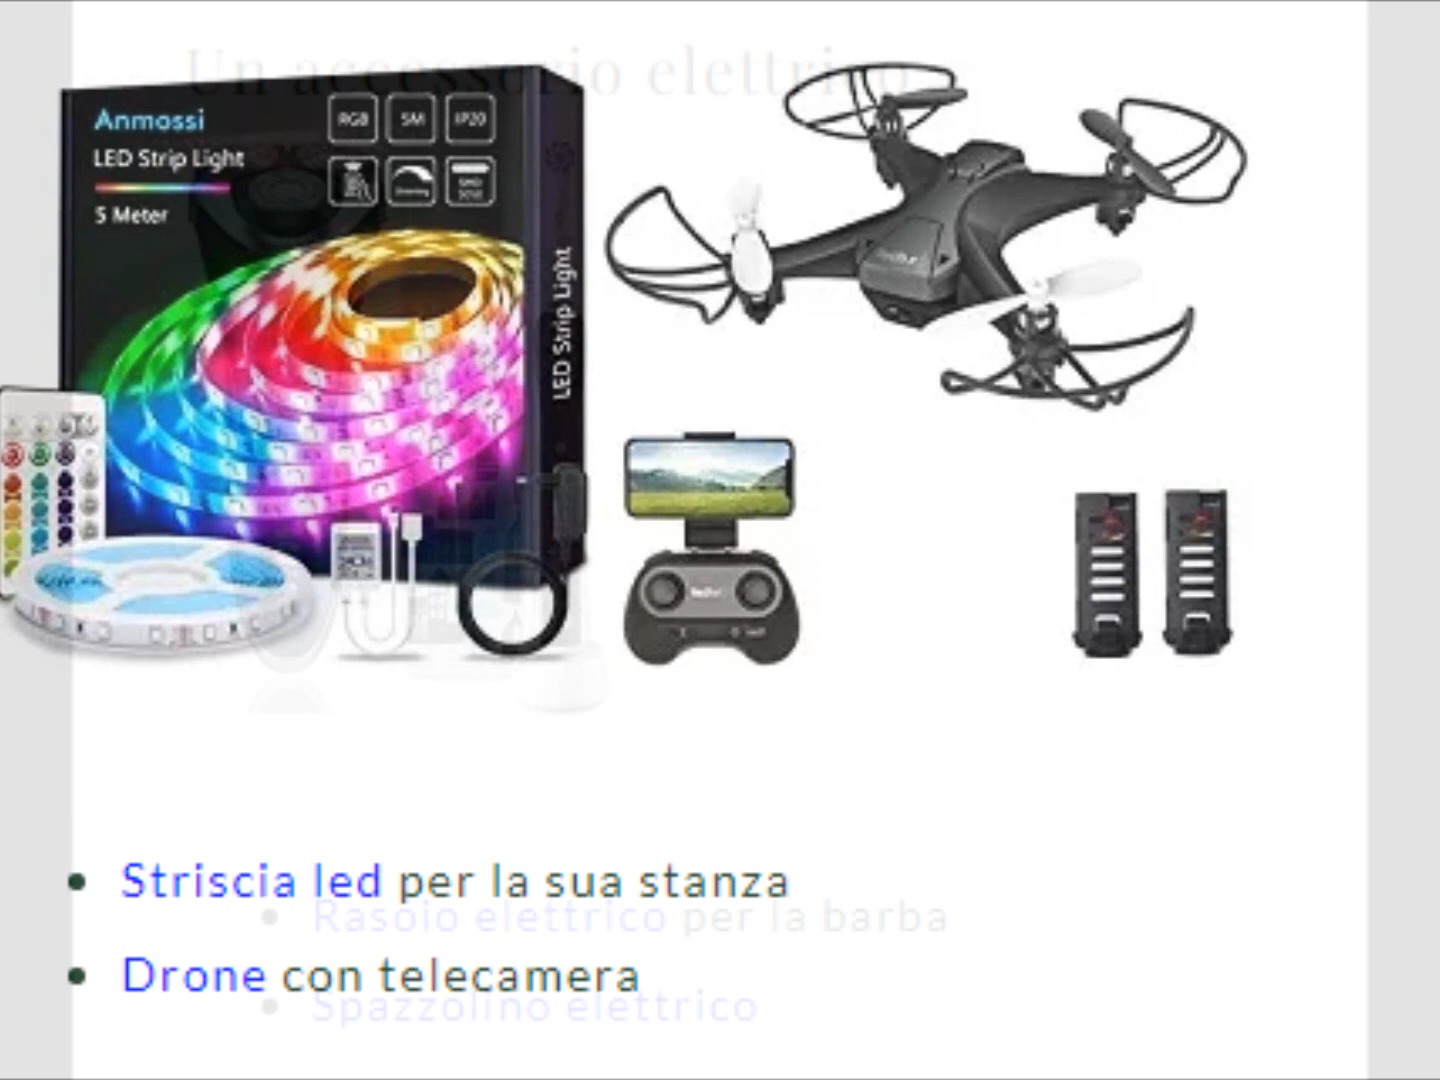 Un accessorio elettrico
Anmossi
RGB 5M IP20
LED Strip Light
5 Meter
LED Strip Light
Striscia led per la sua stanza
Rasoio elettrico per la barba
Drone con telecamera
Spazzolino elettrico